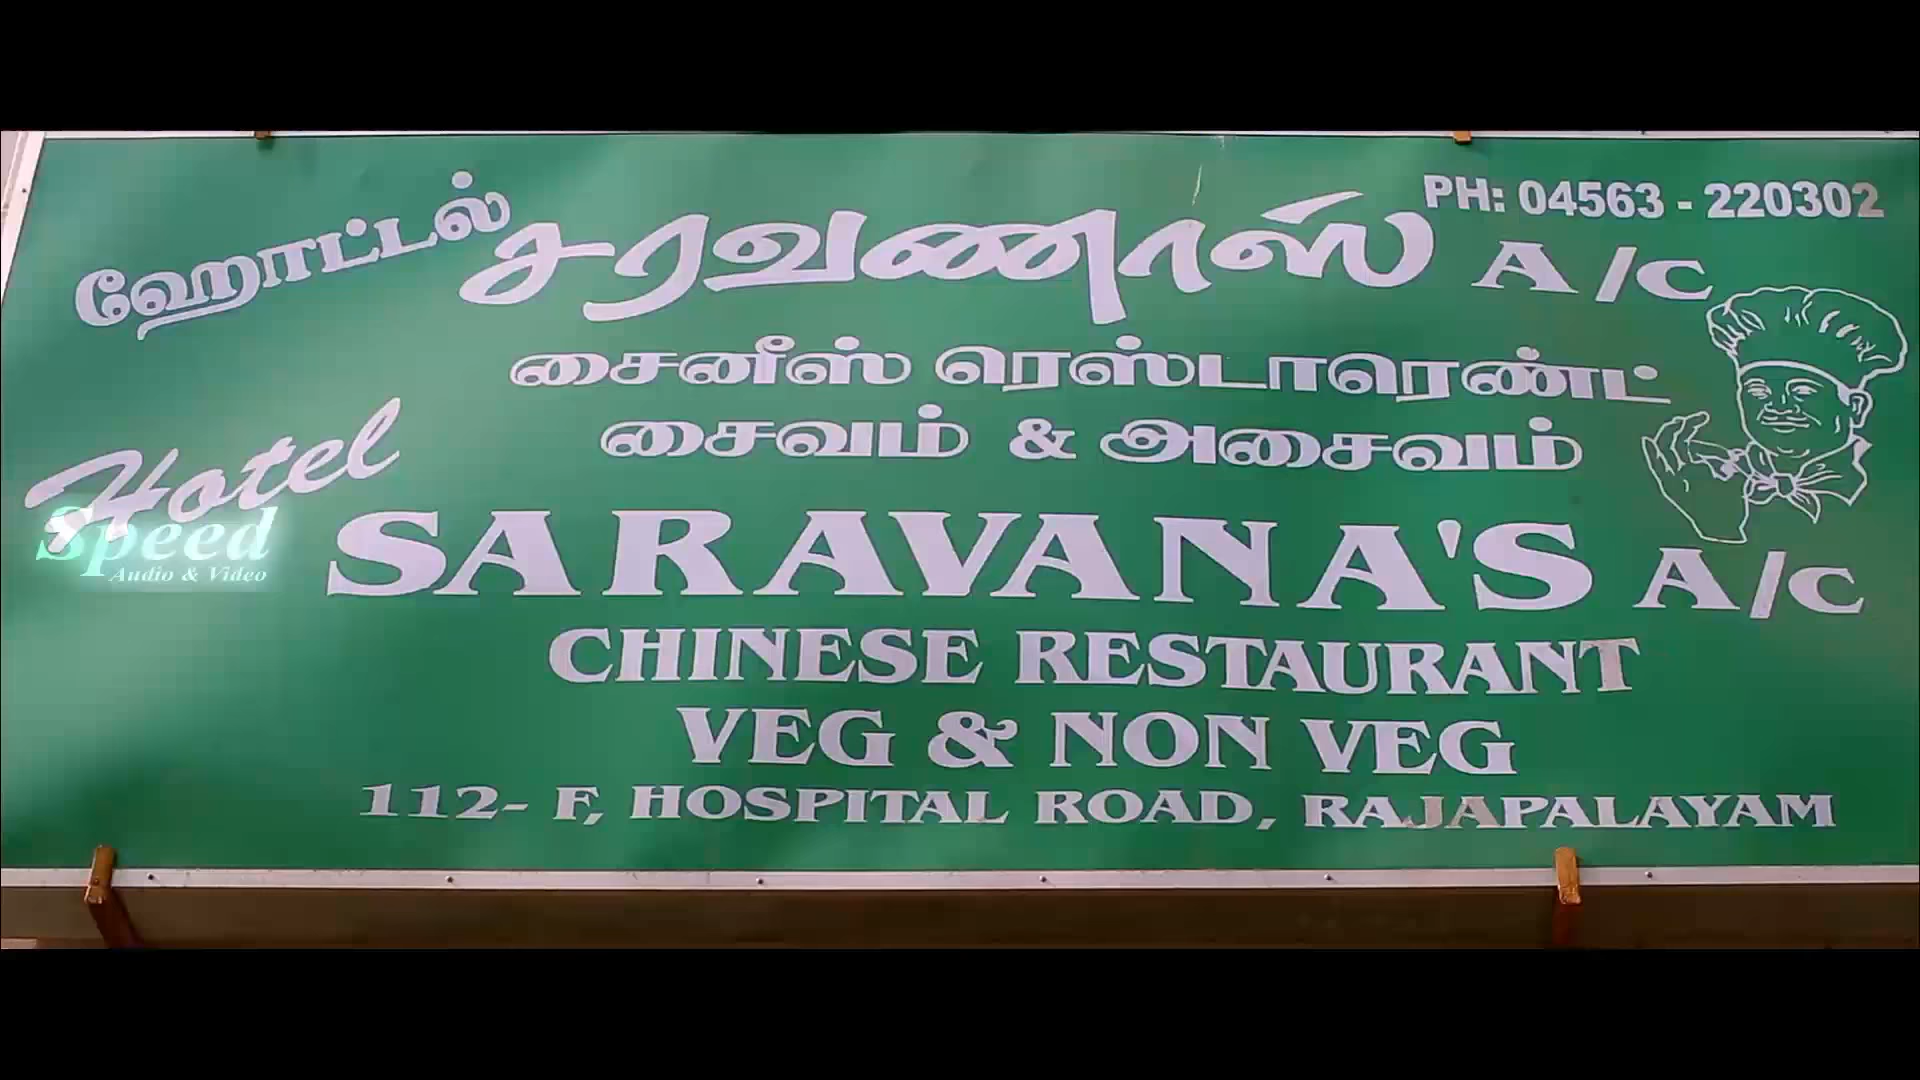 PH: 04563 - 220302
ஹோட்டல் சரவணாஸ் A/C
சைனீஸ் ரெஸ்டாரெண்ட்
சைவம் & அசைவம்
Hotel
SARAVANA'S A/C
Speed
Audio & Video
CHINESE RESTAURANT
VEG & NON VEG
112- F, HOSPITAL ROAD, RAJAPALAYAM